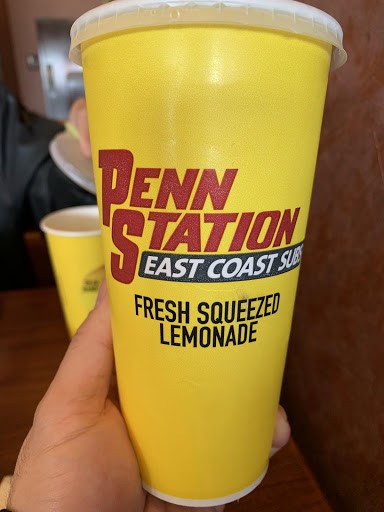 PENN
STATION
EAST COAST SUBS
FRESH SQUEEZED
LEMONADE